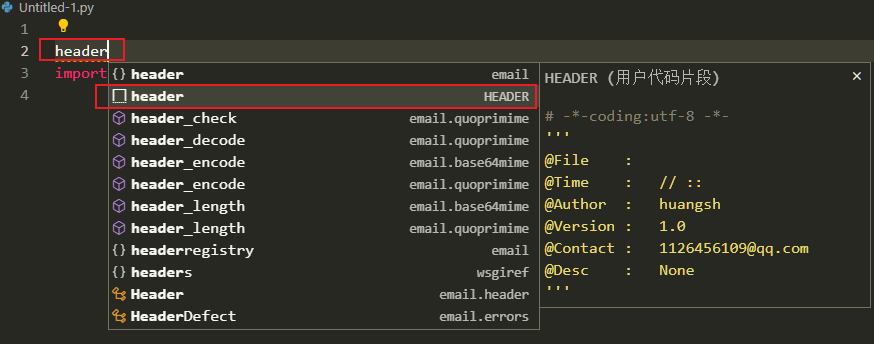 Untitled-1.py
1
2 header
3 import
4
{} header email
header HEADER
header_check email.quoprimime
header_decode email.quoprimime
header_encode email.base64mime
header_encode email.quoprimime
header_length email.base64mime
header_length email.quoprimime
{} headerregistry email
{} headers wsgiref
Header email.header
HeaderDefect email.errors
HEADER (用户代码片段) ×
# -*-coding:utf-8 -*-
'''
@File :
@Time : // ::
@Author : huangsh
@Version : 1.0
@Contact : 1126456109@qq.com
@Desc : None
'''